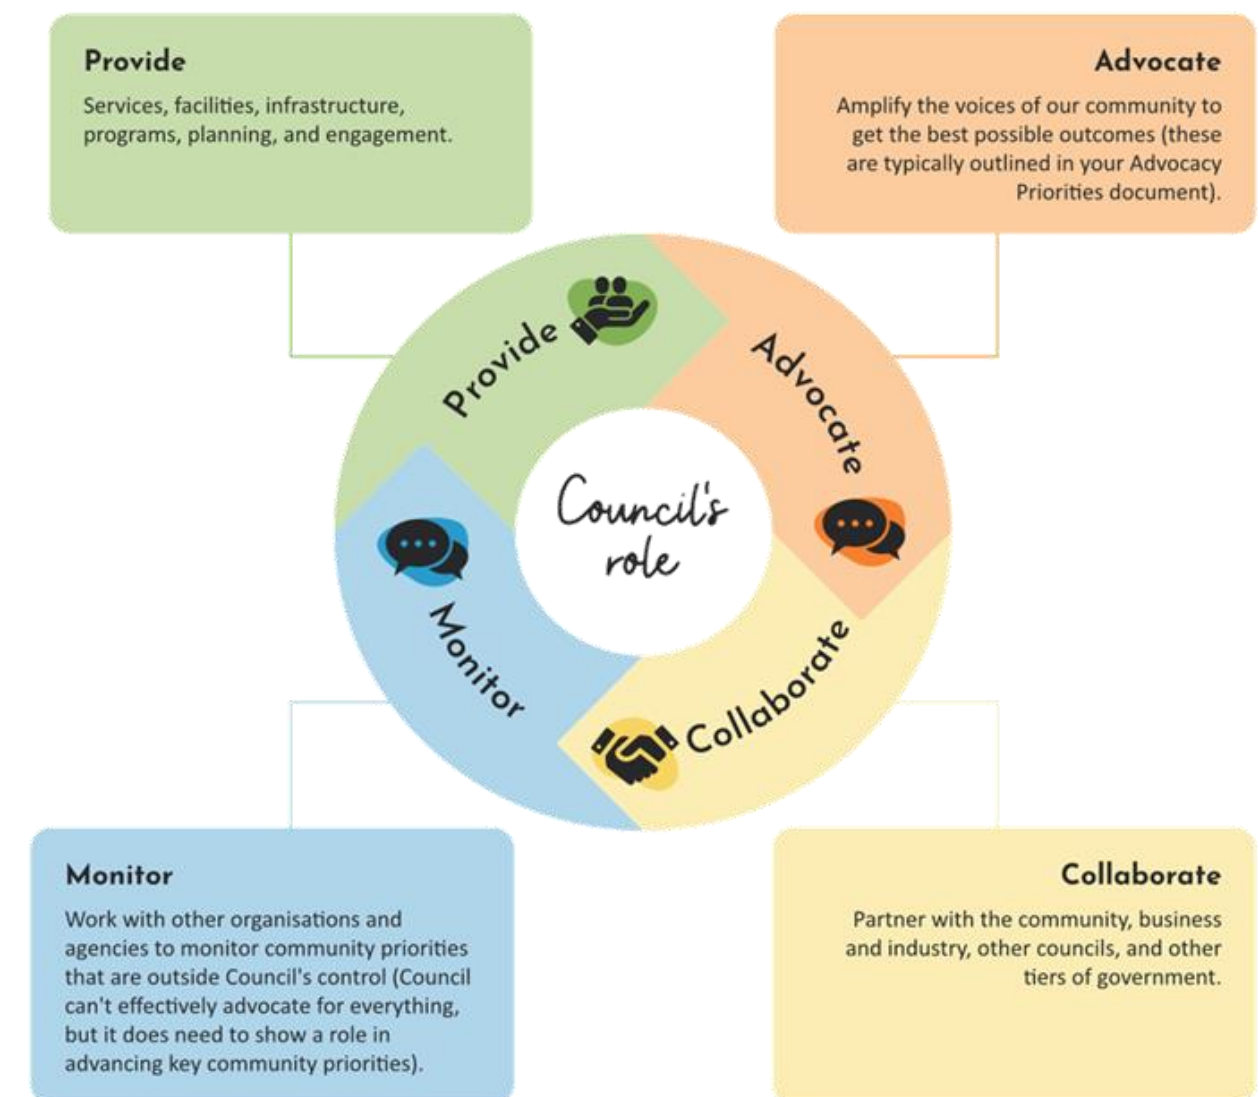 Provide
Services, facilities, infrastructure,
programs, planning, and engagement.
Advocate
Amplify the voices of our community to
get the best possible outcomes (these
are typically outlined in your Advocacy
Priorities document).
Provide
Advocate
Council's
role
Monitor
Collaborate
Monitor
Work with other organisations and
agencies to monitor community priorities
that are outside Council's control (Council
can't effectively advocate for everything,
but it does need to show a role in
advancing key community priorities).
Collaborate
Partner with the community, business
and industry, other councils, and other
tiers of government.